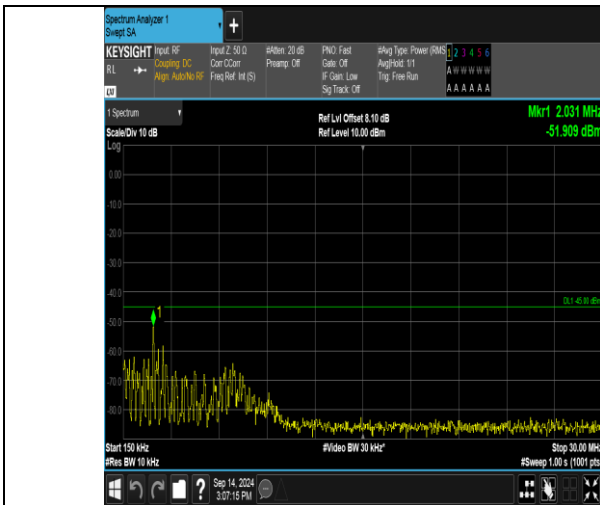 Spectrum Analyzer 1
Swept SA
KEYSIGHT Input: RF Input Z: 50 Ω #Atten: 20 dB PNO: Fast #Avg Type: Power (RMS 1 2 3 4 5 6
RL Coupling: DC Corr CCorr Preamp: Off Gate: Off Avg|Hold: 1/1 A W W W W W
Align: Auto/No RF Freq Ref: Int (S) IF Gain: Low Trig: Free Run
LXI Sig Track: Off A A A A A A
1 Spectrum Ref Lvl Offset 8.10 dB Mkr1 2.031 MHz
Scale/Div 10 dB Ref Level 10.00 dBm -51.909 dBm
Log
0.00
-10.0
-20.0
-30.0
-40.0
DL1 -45.00 dBm
1
-50.0
-60.0
-70.0
-80.0
Start 150 kHz #Video BW 30 kHz* Stop 30.00 MHz
#Res BW 10 kHz #Sweep 1.00 s (1001 pts
? Sep 14, 2024
3:07:15 PM